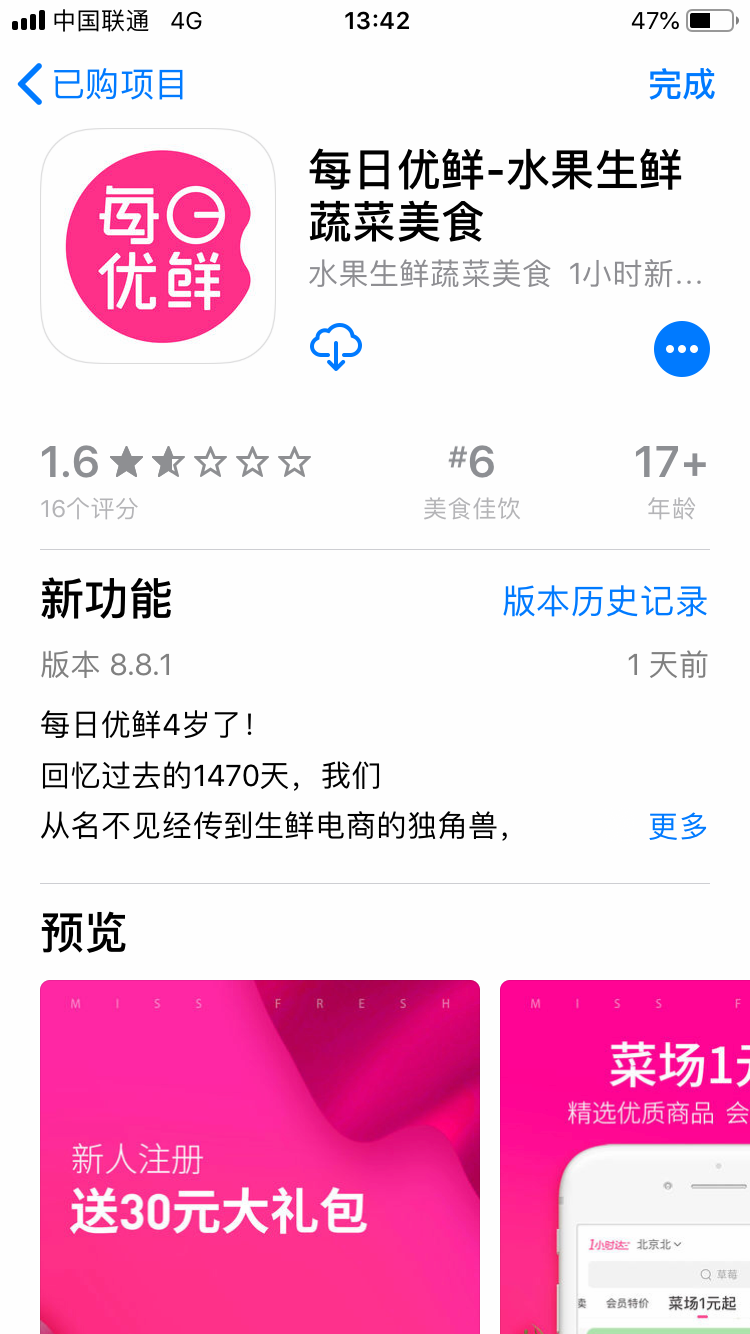 中国联通 4G 13:42 47%
已购项目 完成
每日优鲜
每日优鲜-水果生鲜
蔬菜美食
水果生鲜蔬菜美食 1小时新...
1.6 #6 17+
16个评分 美食佳饮 年龄
新功能 版本历史记录
版本 8.8.1 1 天前
每日优鲜4岁了!
回忆过去的1470天，我们
从名不见经传到生鲜电商的独角兽， 更多
预览
MISS FRESH
新人注册
送30元大礼包
MISS F
菜场1元
精选优质商品 会
1小时达 北京北
草莓
卖 会员特价 菜场1元起